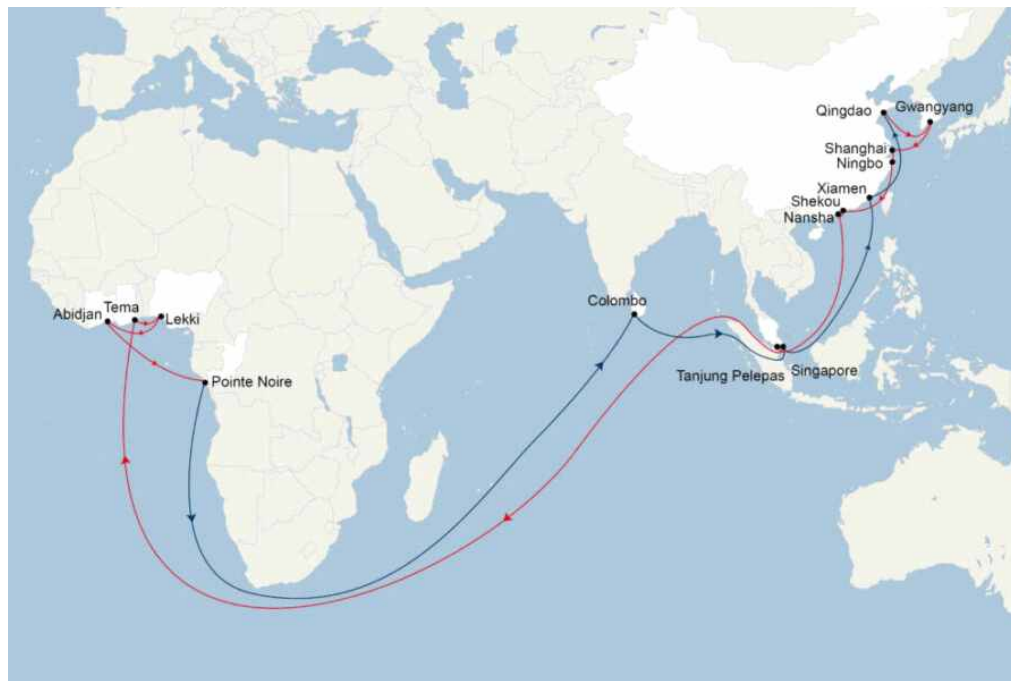 Qingdao
Gwangyang
Shanghai
Ningbo
Xiamen
Shekou
Nansha
Colombo
Abidjan
Tema
Lekki
Singapore
Tanjung Pelepas
Pointe Noire